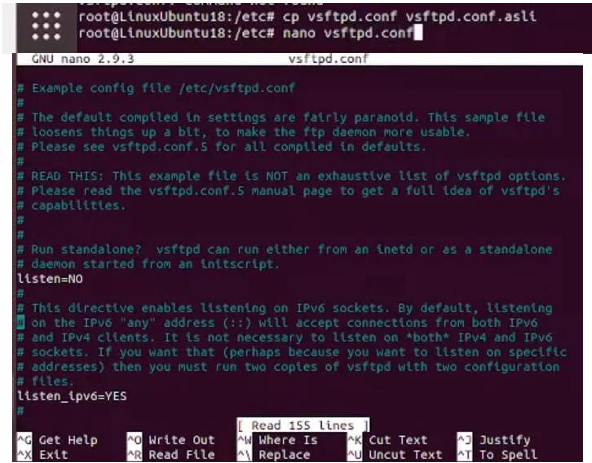 root@LinuxUbuntu18:/etc# cp vsftpd.conf vsftpd.conf.asli
root@LinuxUbuntu18:/etc# nano vsftpd.conf
GNU nano 2.9.3 vsftpd.conf
# Example config file /etc/vsftpd.conf
#
# The default compiled in settings are fairly paranoid. This sample file
# loosens things up a bit, to make the ftp daemon more usable.
# Please see vsftpd.conf.5 for all compiled in defaults.
#
# READ THIS: This example file is NOT an exhaustive list of vsftpd options.
# Please read the vsftpd.conf.5 manual page to get a full idea of vsftpd's
# capabilities.
#
#
# Run standalone? vsftpd can run either from an inetd or as a standalone
# daemon started from an initscript.
listen=NO
#
# This directive enables listening on IPv6 sockets. By default, listening
# on the IPv6 "any" address (::) will accept connections from both IPv6
# and IPv4 clients. It is not necessary to listen on *both* IPv4 and IPv6
# sockets. If you want that (perhaps because you want to listen on specific
# addresses) then you must run two copies of vsftpd with two configuration
# files.
listen_ipv6=YES
#
[ Read 155 lines ]
^G Get Help ^O Write Out ^W Where Is ^K Cut Text ^J Justify
^X Exit ^R Read File ^\ Replace ^U Uncut Text ^T To Spell